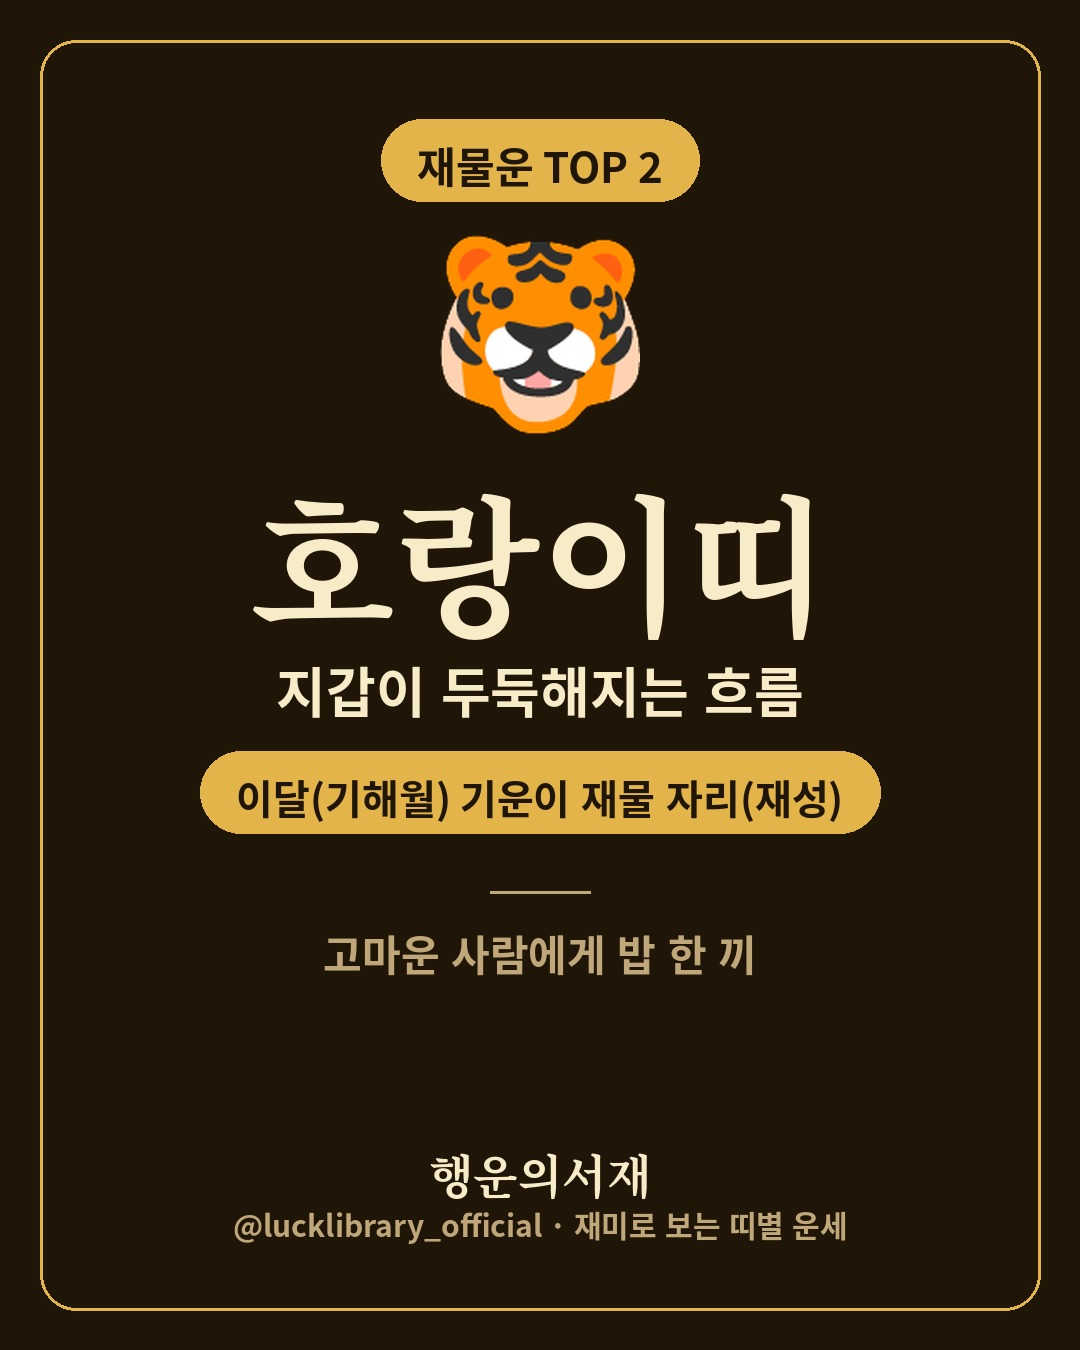 재물운 TOP 2
호랑이띠
지갑이 두둑해지는 흐름
이달(기해월) 기운이 재물 자리(재성)
고마운 사람에게 밥 한 끼
행운의서재
@lucklibrary_official · 재미로 보는 띠별 운세